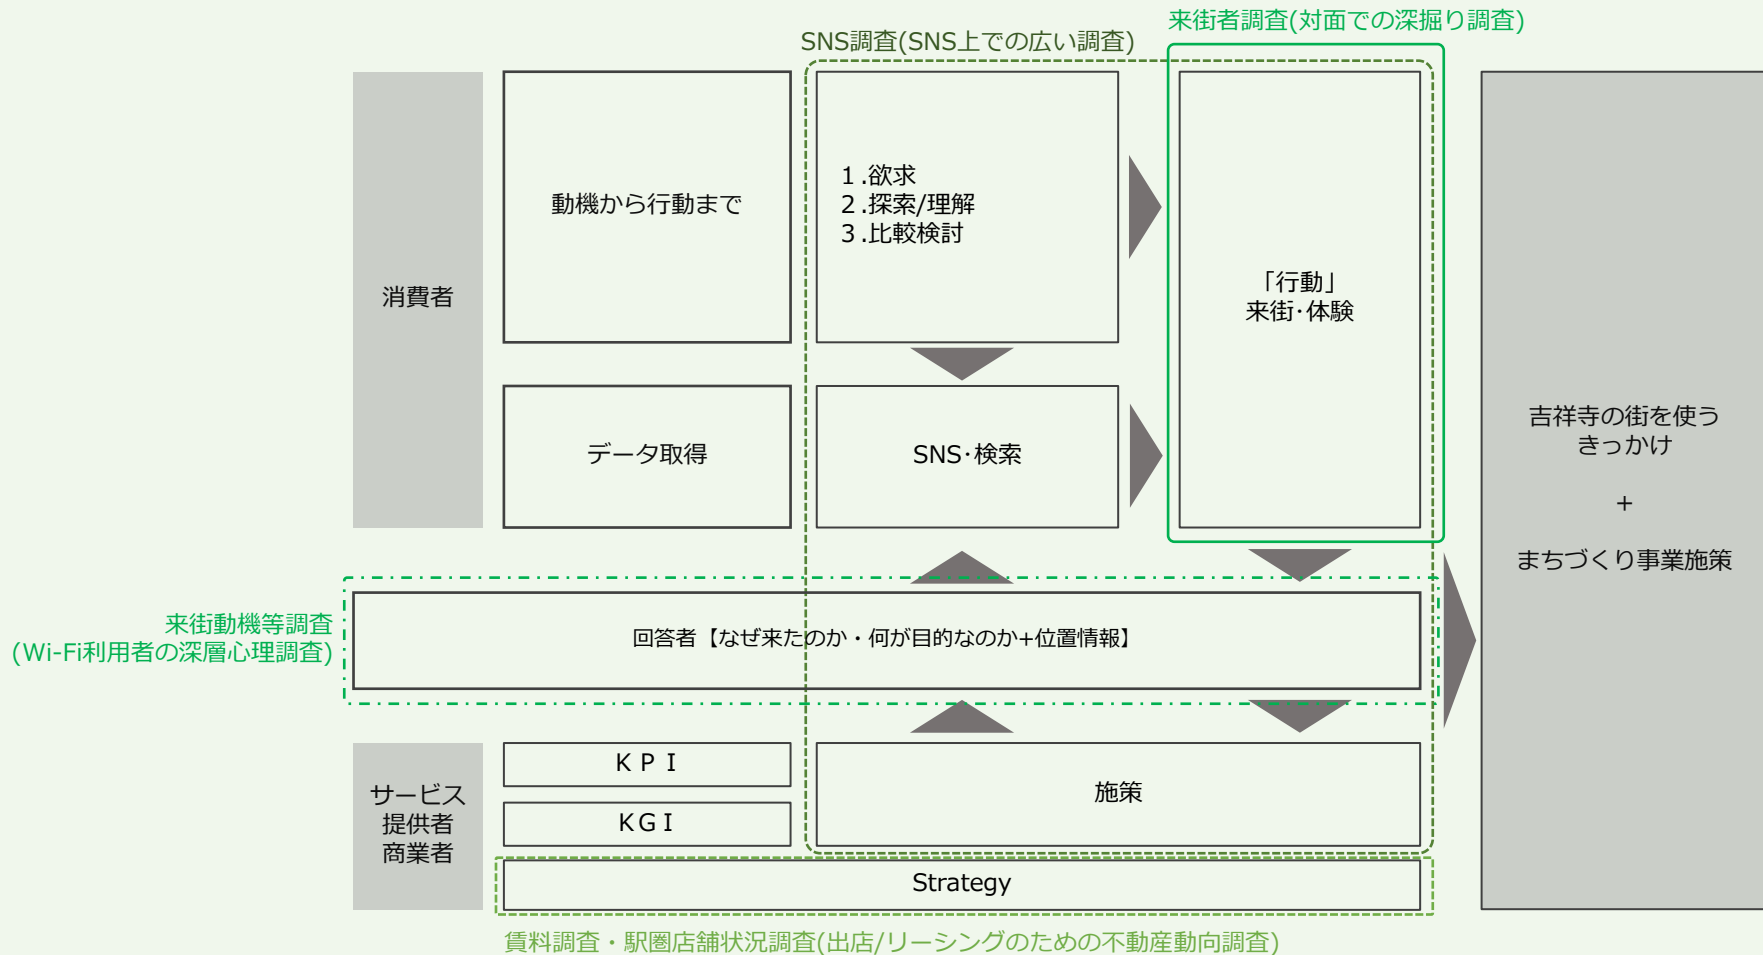 来街者調査(対面での深掘り調査)
SNS調査(SNS上での広い調査)
消費者
動機から行動まで
１.欲求
２.探索/理解
３.比較検討
「行動」
来街･体験
データ取得
SNS･検索
吉祥寺の街を使う
きっかけ
+
まちづくり事業施策
来街動機等調査
(Wi-Fi利用者の深層心理調査)
回答者【なぜ来たのか・何が目的なのか+位置情報】
サービス
提供者
商業者
ＫＰＩ
ＫGＩ
施策
Strategy
賃料調査・駅圏店舗状況調査(出店/リーシングのための不動産動向調査)